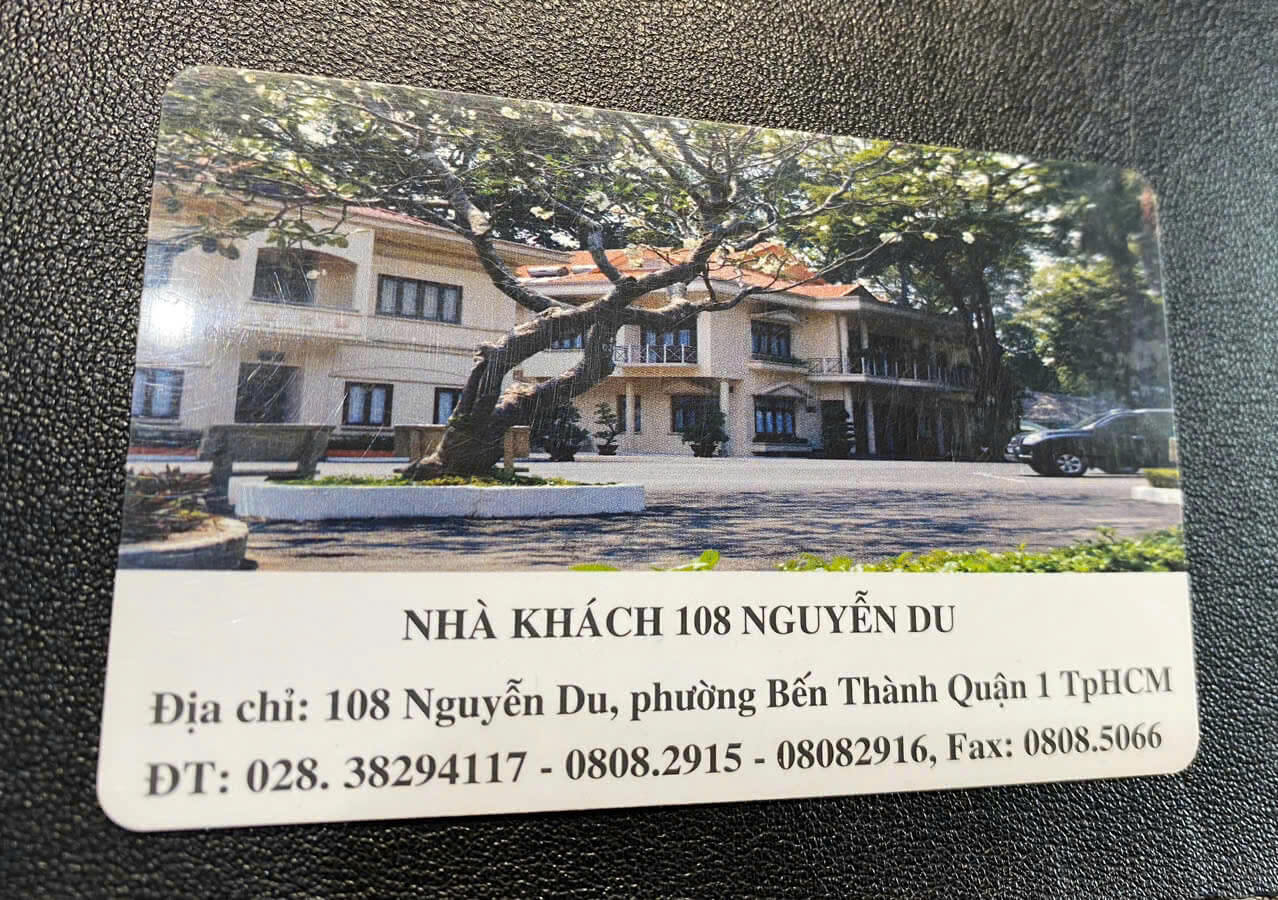 NHÀ KHÁCH 108 NGUYỄN DU
Địa chỉ: 108 Nguyễn Du, phường Bến Thành Quận 1 TpHCM
ĐT: 028. 38294117 - 0808.2915 - 08082916, Fax: 0808.5066